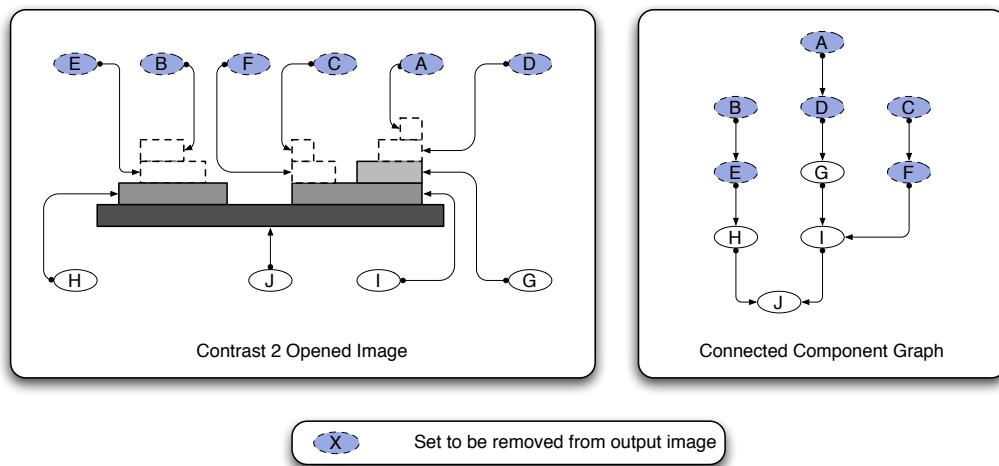 E B F C A D
H J I G
Contrast 2 Opened Image
A
B D C
E G F
H I
J
Connected Component Graph
X Set to be removed from output image